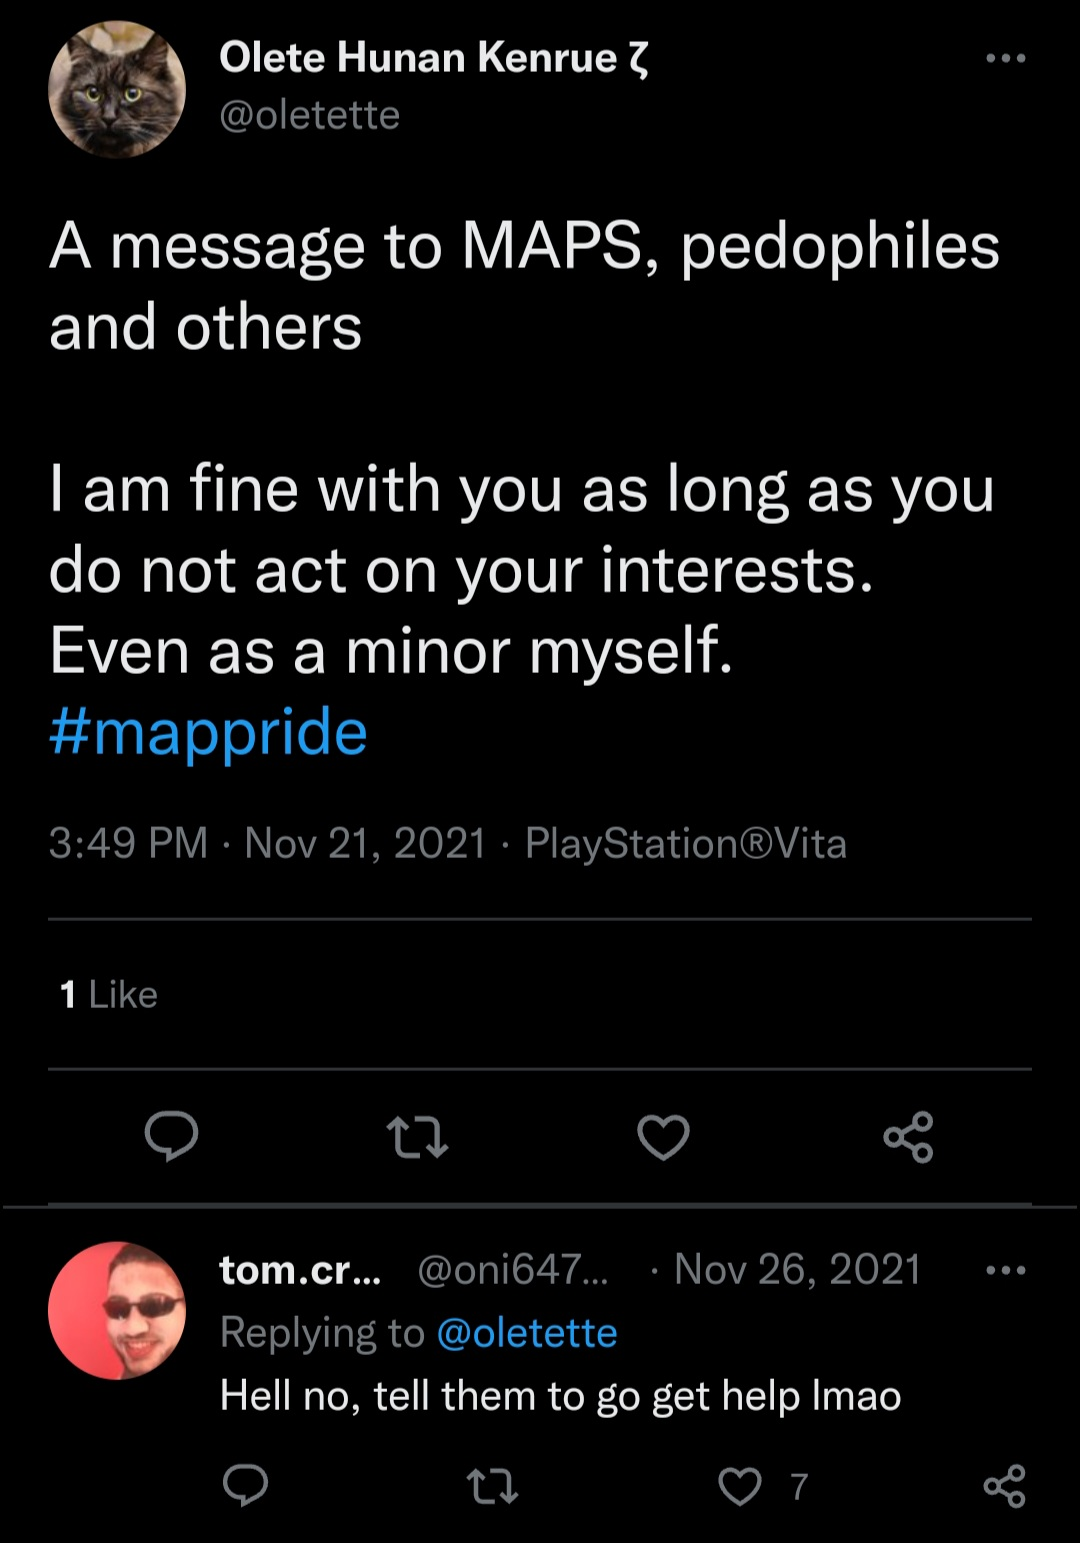 Olete Hunan Kenrue ζ
@oletette
A message to MAPS, pedophiles
and others
I am fine with you as long as you
do not act on your interests.
Even as a minor myself.
#mappride
3:49 PM · Nov 21, 2021 · PlayStation®Vita
1 Like
tom.cr... @oni647... · Nov 26, 2021
Replying to @oletette
Hell no, tell them to go get help lmao
7